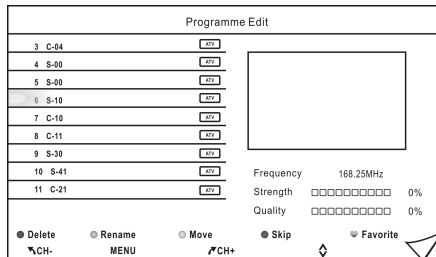 Programme Edit
3 C-04 ATV
4 S-00 ATV
5 S-00 ATV
6 S-10 ATV
7 C-10 ATV
8 C-11 ATV
9 S-30 ATV
10 S-41 ATV
11 C-21 ATV
Frequency 168.25MHz
Strength 0%
Quality 0%
Delete Rename Move Skip Favorite
CH- MENU CH+